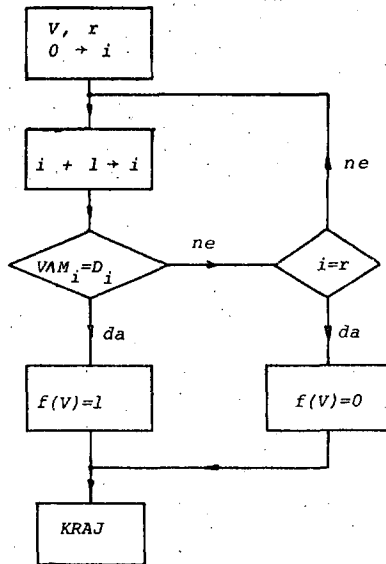 V, r
0 → i
ne
i + 1 → i
ne
V∧M_i=D_i
i=r
da
da
f(V)=1
f(V)=0
KRAJ